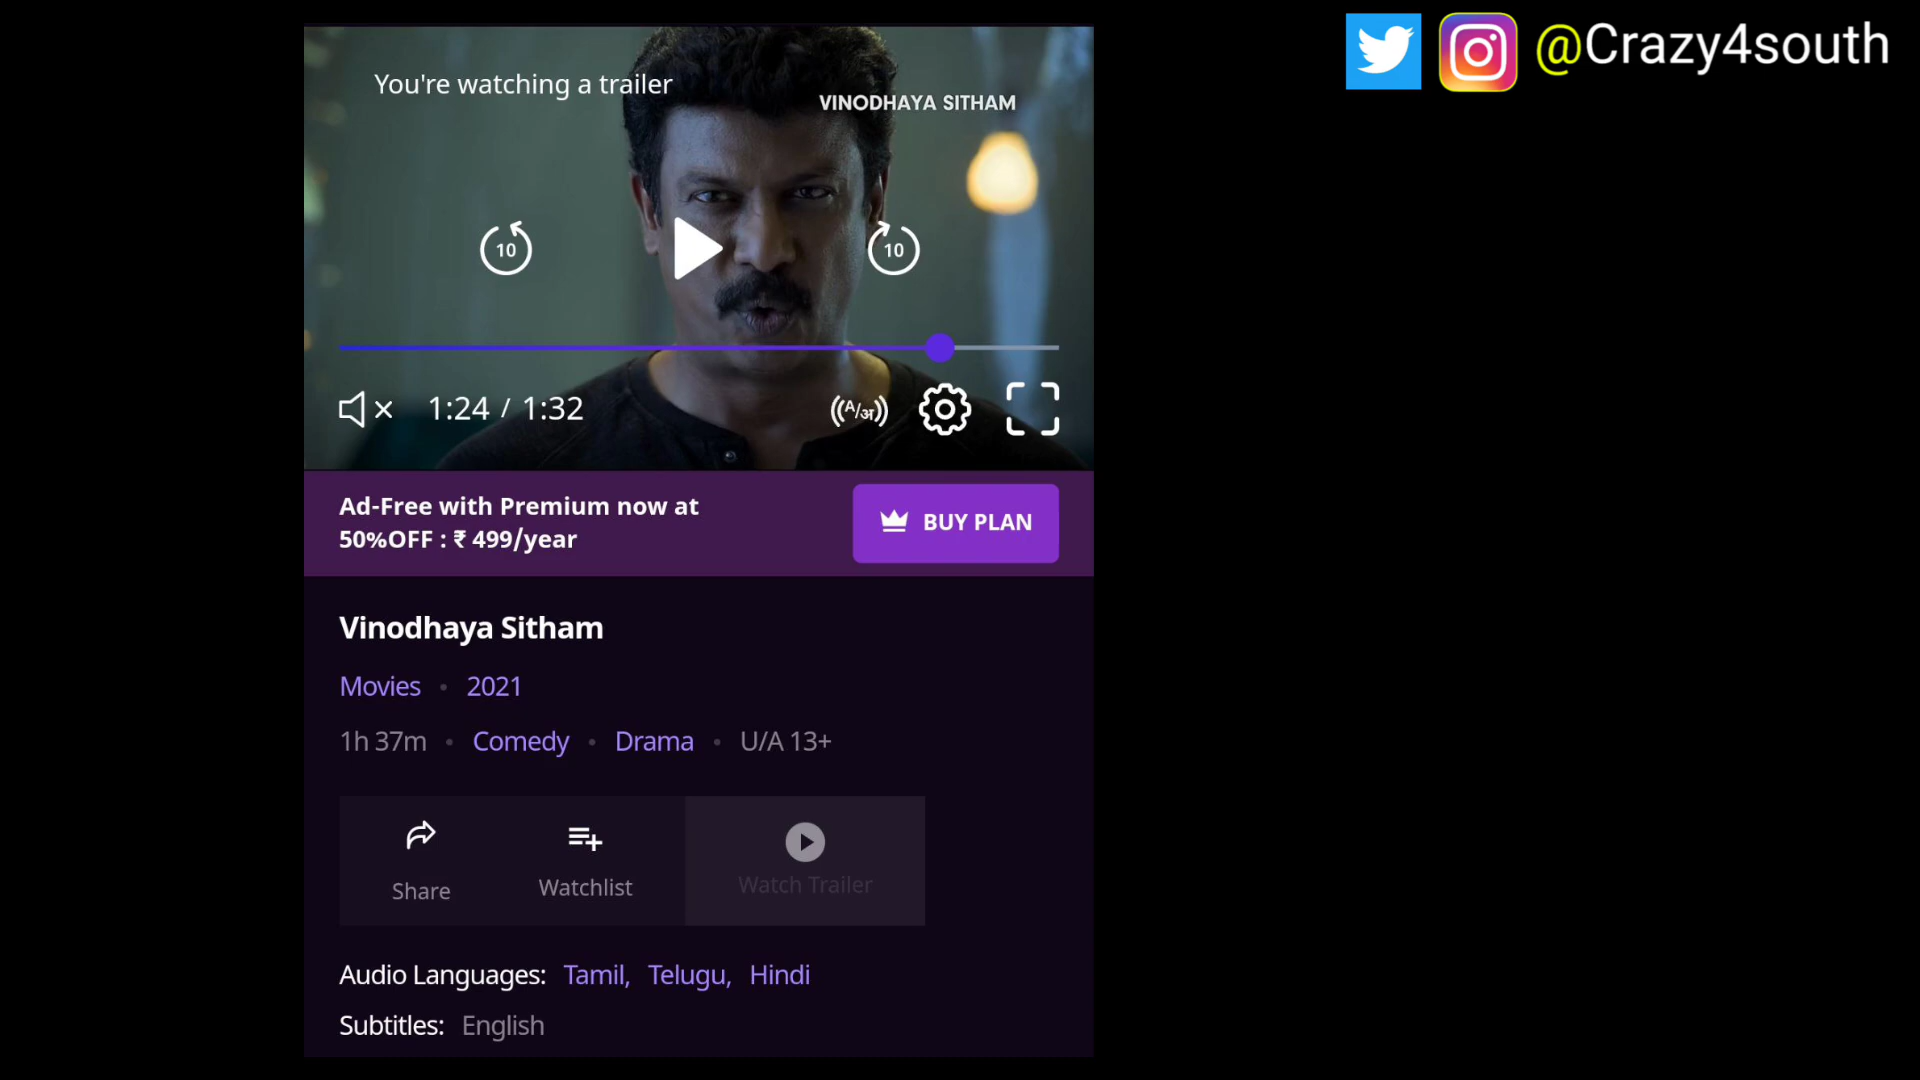 @Crazy4south
You're watching a trailer
VINODHAYA SITHAM
10
10
1:24 / 1:32
A/अ
Ad-Free with Premium now at
50%OFF : ₹ 499/year
BUY PLAN
Vinodhaya Sitham
Movies • 2021
1h 37m • Comedy • Drama • U/A 13+
Share
Watchlist
Watch Trailer
Audio Languages: Tamil, Telugu, Hindi
Subtitles: English